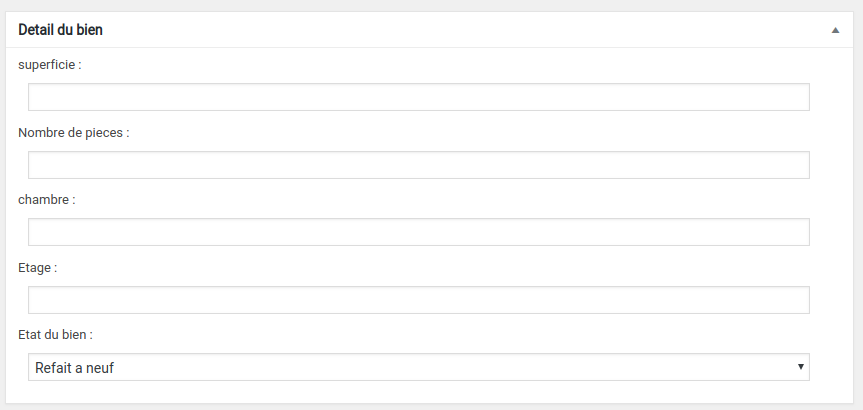 Detail du bien
superficie :
Nombre de pieces :
chambre :
Etage :
Etat du bien :
Refait a neuf